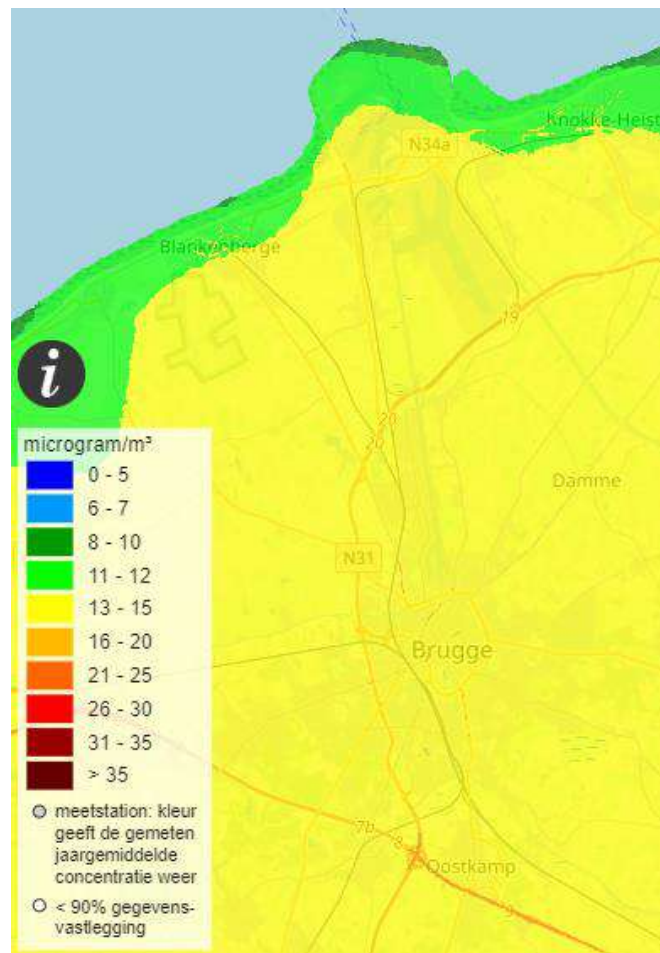 Knokke-Heist
N34a
Blankenberge
i
19
20
20
Damme
N31
Brugge
7b
8
Oostkamp
9
microgram/m³
0 - 5
6 - 7
8 - 10
11 - 12
13 - 15
16 - 20
21 - 25
26 - 30
31 - 35
> 35
meetstation: kleur
geeft de gemeten
jaargemiddelde
concentratie weer
< 90% gegevens-
vastlegging